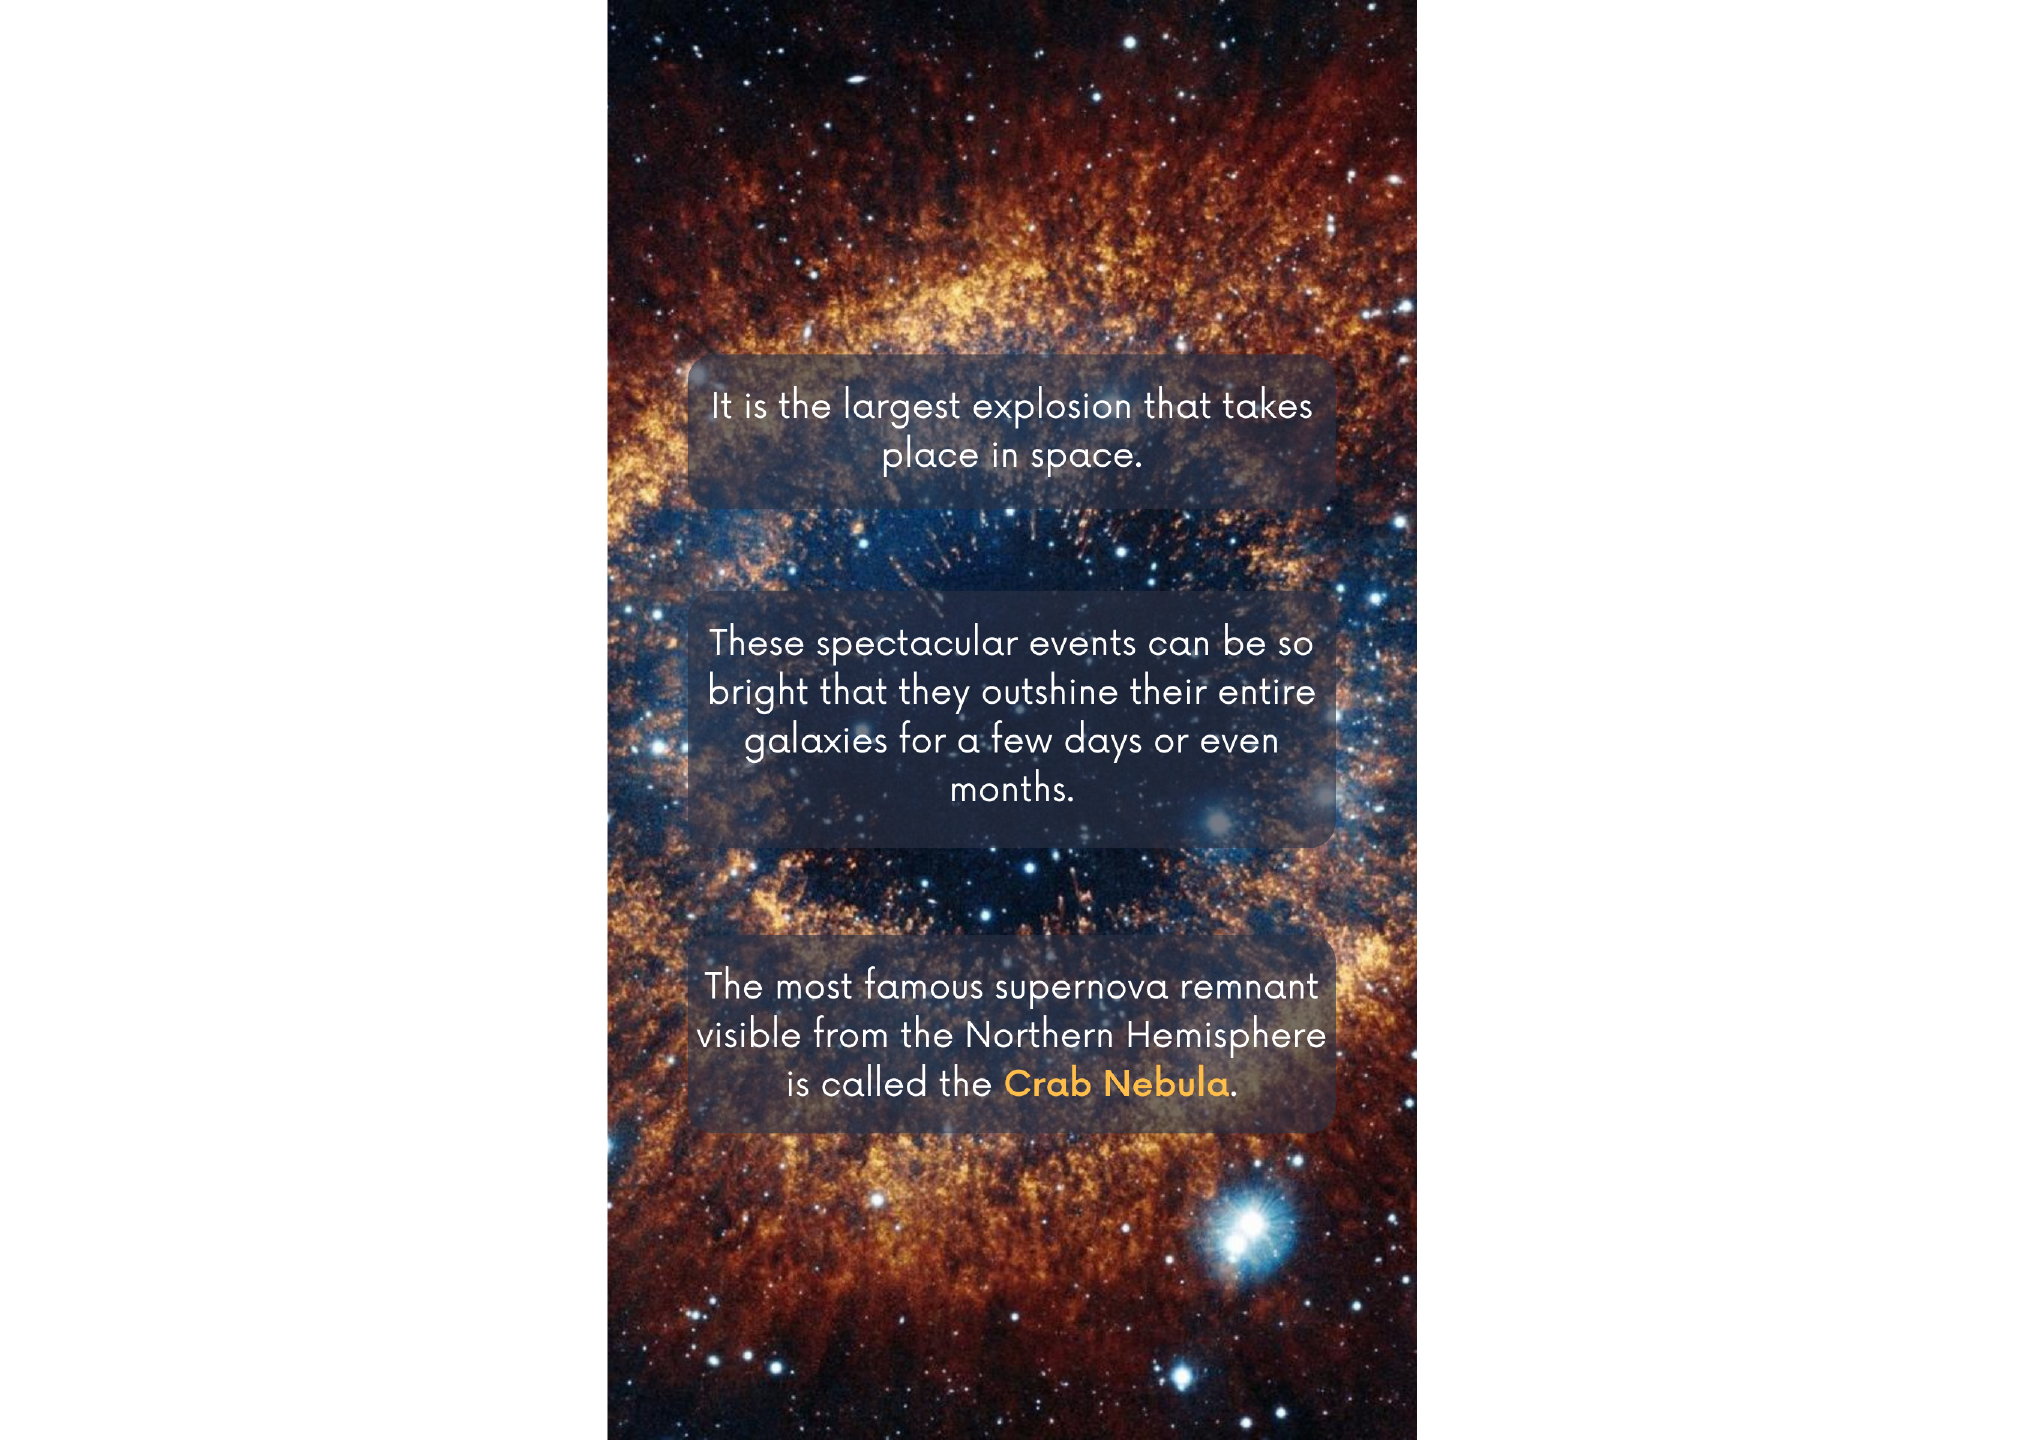 It is the largest explosion that takes
place in space.
These spectacular events can be so
bright that they outshine their entire
galaxies for a few days or even
months.
The most famous supernova remnant
visible from the Northern Hemisphere
is called the Crab Nebula.